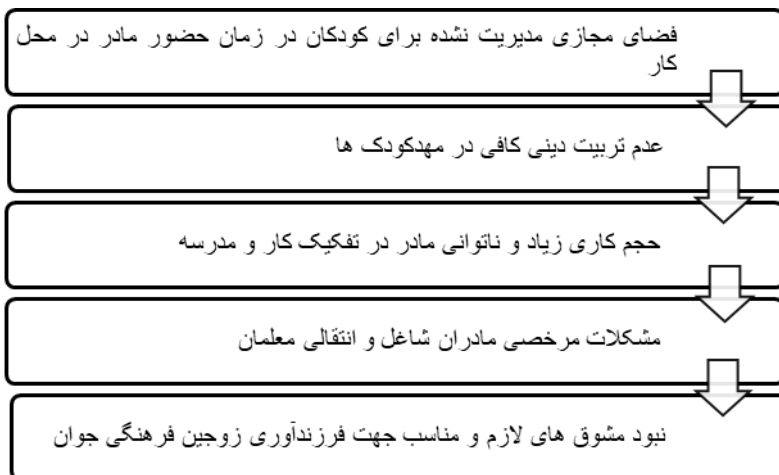 فضای مجازی مدیریت نشده برای کودکان در زمان حضور مادر در محل
کار
عدم تربیت دینی کافی در مهدکودک ها
حجم کاری زیاد و ناتوانی مادر در تفکیک کار و مدرسه
مشکلات مرخصی مادران شاغل و انتقالی معلمان
نبود مشوق های لازم و مناسب جهت فرزندآوری زوجین فرهنگی جوان